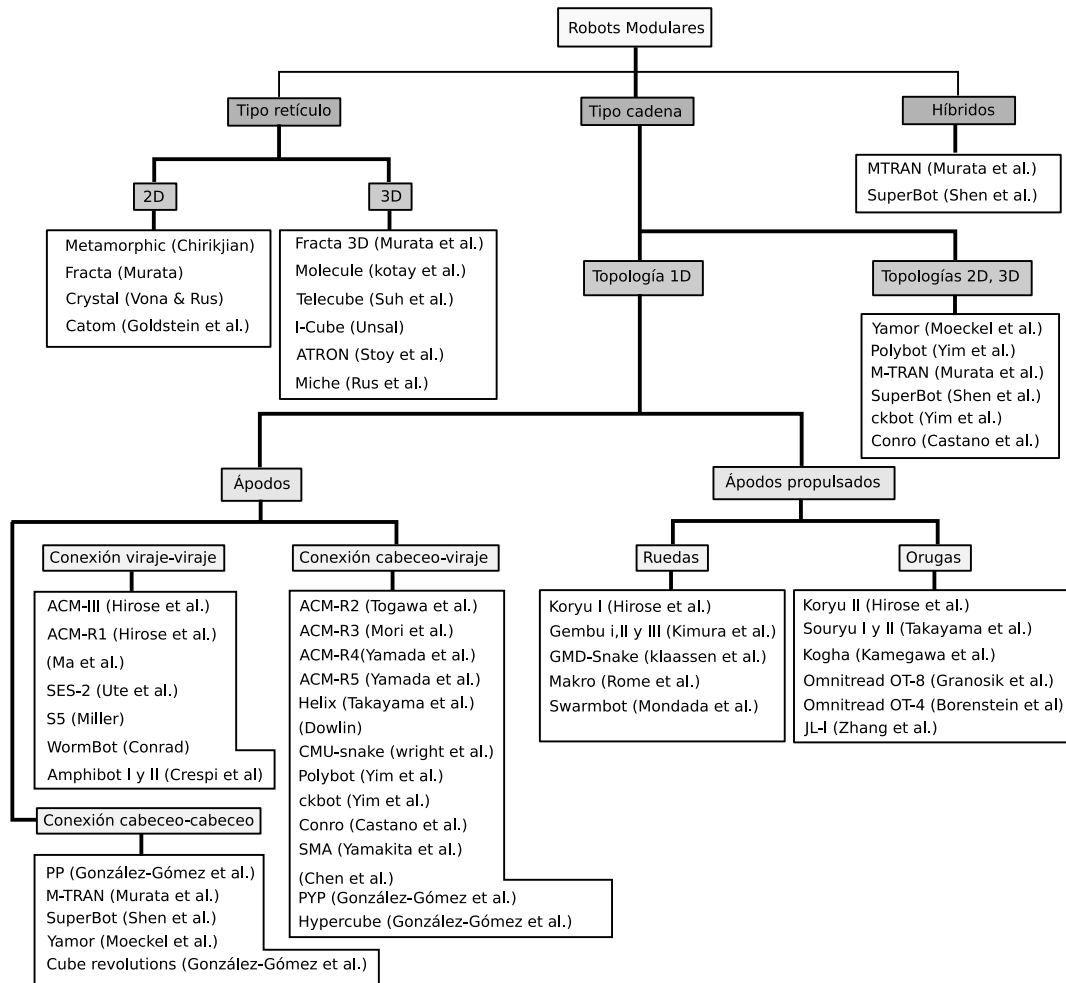 Robots Modulares
Tipo retículo
Tipo cadena
Híbridos
MTRAN (Murata et al.)
SuperBot (Shen et al.)
2D
3D
Metamorphic (Chirikjian)
Fracta (Murata)
Crystal (Vona & Rus)
Catom (Goldstein et al.)
Fracta 3D (Murata et al.)
Molecule (kotay et al.)
Telecube (Suh et al.)
I-Cube (Unsal)
ATRON (Stoy et al.)
Miche (Rus et al.)
Topología 1D
Topologías 2D, 3D
Yamor (Moeckel et al.)
Polybot (Yim et al.)
M-TRAN (Murata et al.)
SuperBot (Shen et al.)
ckbot (Yim et al.)
Conro (Castano et al.)
Ápodos
Ápodos propulsados
Conexión viraje-viraje
ACM-III (Hirose et al.)
ACM-R1 (Hirose et al.)
(Ma et al.)
SES-2 (Ute et al.)
S5 (Miller)
WormBot (Conrad)
Amphibot I y II (Crespi et al)
Conexión cabeceo-viraje
ACM-R2 (Togawa et al.)
ACM-R3 (Mori et al.)
ACM-R4(Yamada et al.)
ACM-R5 (Yamada et al.)
Helix (Takayama et al.)
(Dowlin)
CMU-snake (wright et al.)
Polybot (Yim et al.)
ckbot (Yim et al.)
Conro (Castano et al.)
SMA (Yamakita et al.)
(Chen et al.)
PYP (González-Gómez et al.)
Hypercube (González-Gómez et al.)
Ruedas
Koryu I (Hirose et al.)
Gembu i,II y III (Kimura et al.)
GMD-Snake (klaassen et al.)
Makro (Rome et al.)
Swarmbot (Mondada et al.)
Orugas
Koryu II (Hirose et al.)
Souryu I y II (Takayama et al.)
Kogha (Kamegawa et al.)
Omnitread OT-8 (Granosik et al.)
Omnitread OT-4 (Borenstein et al)
JL-I (Zhang et al.)
Conexión cabeceo-cabeceo
PP (González-Gómez et al.)
M-TRAN (Murata et al.)
SuperBot (Shen et al.)
Yamor (Moeckel et al.)
Cube revolutions (González-Gómez et al.)